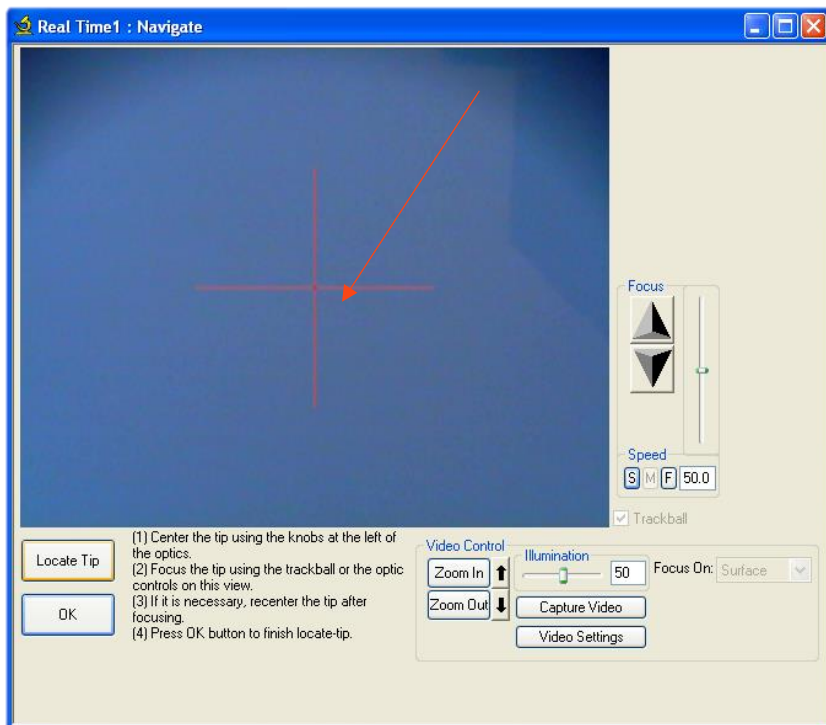 Real Time1 : Navigate
Focus
Speed
S M F 50.0
Trackball
Locate Tip
OK
(1) Center the tip using the knobs at the left of
the optics.
(2) Focus the tip using the trackball or the optic
controls on this view.
(3) If it is necessary, recenter the tip after
focusing.
(4) Press OK button to finish locate-tip.
Video Control
Zoom In
Zoom Out
Illumination
50
Capture Video
Video Settings
Focus On: Surface